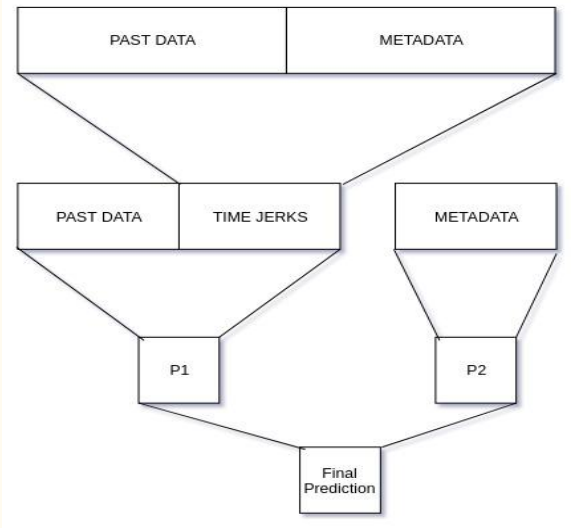 PAST DATA
METADATA
PAST DATA
TIME JERKS
METADATA
P1
P2
Final
Prediction